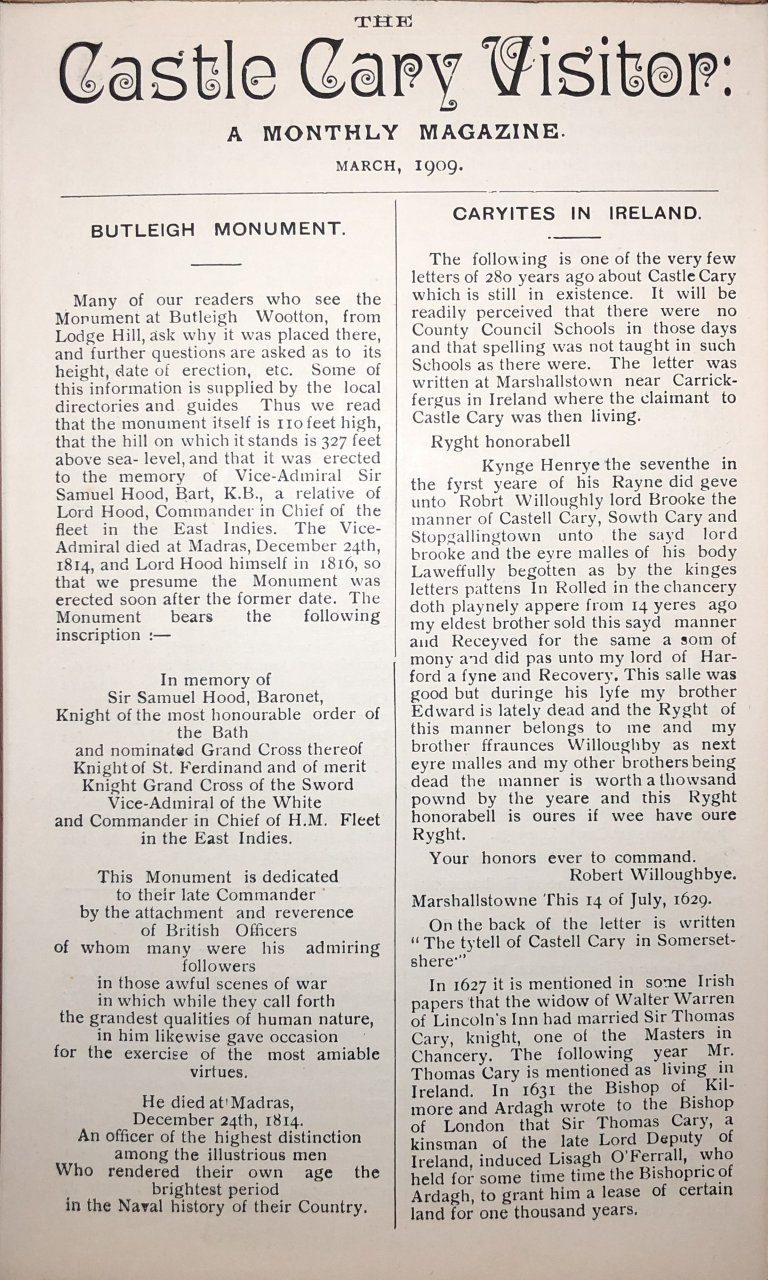 THE
Castle Cary Visitor:
A MONTHLY MAGAZINE.
MARCH, 1909.
BUTLEIGH MONUMENT.
Many of our readers who see the
Monument at Butleigh Wootton, from
Lodge Hill, ask why it was placed there,
and further questions are asked as to its
height, date of erection, etc. Some of
this information is supplied by the local
directories and guides Thus we read
that the monument itself is 110 feet high,
that the hill on which it stands is 327 feet
above sea- level, and that it was erected
to the memory of Vice-Admiral Sir
Samuel Hood, Bart, K.B., a relative of
Lord Hood, Commander in Chief of the
fleet in the East Indies. The Vice-
Admiral died at Madras, December 24th,
1814, and Lord Hood himself in 1816, so
that we presume the Monument was
erected soon after the former date. The
Monument bears the following
inscription :—
In memory of
Sir Samuel Hood, Baronet,
Knight of the most honourable order of
the Bath
and nominated Grand Cross thereof
Knight of St. Ferdinand and of merit
Knight Grand Cross of the Sword
Vice-Admiral of the White
and Commander in Chief of H.M. Fleet
in the East Indies.
This Monument is dedicated
to their late Commander
by the attachment and reverence
of British Officers
of whom many were his admiring
followers
in those awful scenes of war
in which while they call forth
the grandest qualities of human nature,
in him likewise gave occasion
for the exercise of the most amiable
virtues.
He died at Madras,
December 24th, 1814.
An officer of the highest distinction
among the illustrious men
Who rendered their own age the
brightest period
in the Naval history of their Country.
CARYITES IN IRELAND.
The following is one of the very few
letters of 280 years ago about Castle Cary
which is still in existence. It will be
readily perceived that there were no
County Council Schools in those days
and that spelling was not taught in such
Schools as there were. The letter was
written at Marshallstown near Carrick-
fergus in Ireland where the claimant to
Castle Cary was then living.
Ryght honorabell
Kynge Henrye the seventhe in
the fyrst yeare of his Rayne did geve
unto Robrt Willoughly lord Brooke the
manner of Castell Cary, Sowth Cary and
Stopgallingtown unto the sayd lord
brooke and the eyre malles of his body
Laweffully begotten as by the kinges
letters pattens In Rolled in the chancery
doth playnely appere from 14 yeres ago
my eldest brother sold this sayd manner
and Receyved for the same a som of
mony and did pas unto my lord of Har-
ford a fyne and Recovery. This salle was
good but duringe his lyfe my brother
Edward is lately dead and the Ryght of
this manner belongs to me and my
brother ffraunces Willoughby as next
eyre malles and my other brothers being
dead the manner is worth a thowsand
pownd by the yeare and this Ryght
honorabell is oures if wee have oure
Ryght.
Your honors ever to command.
Robert Willoughbye.
Marshallstowne This 14 of July, 1629.
On the back of the letter is written
“The tytell of Castell Cary in Somerset-
shere·”
In 1627 it is mentioned in some Irish
papers that the widow of Walter Warren
of Lincoln's Inn had married Sir Thomas
Cary, knight, one of the Masters in
Chancery. The following year Mr.
Thomas Cary is mentioned as living in
Ireland. In 1631 the Bishop of Kil-
more and Ardagh wrote to the Bishop
of London that Sir Thomas Cary, a
kinsman of the late Lord Deputy of
Ireland, induced Lisagh O'Ferrall, who
held for some time time the Bishopric of
Ardagh, to grant him a lease of certain
land for one thousand years.